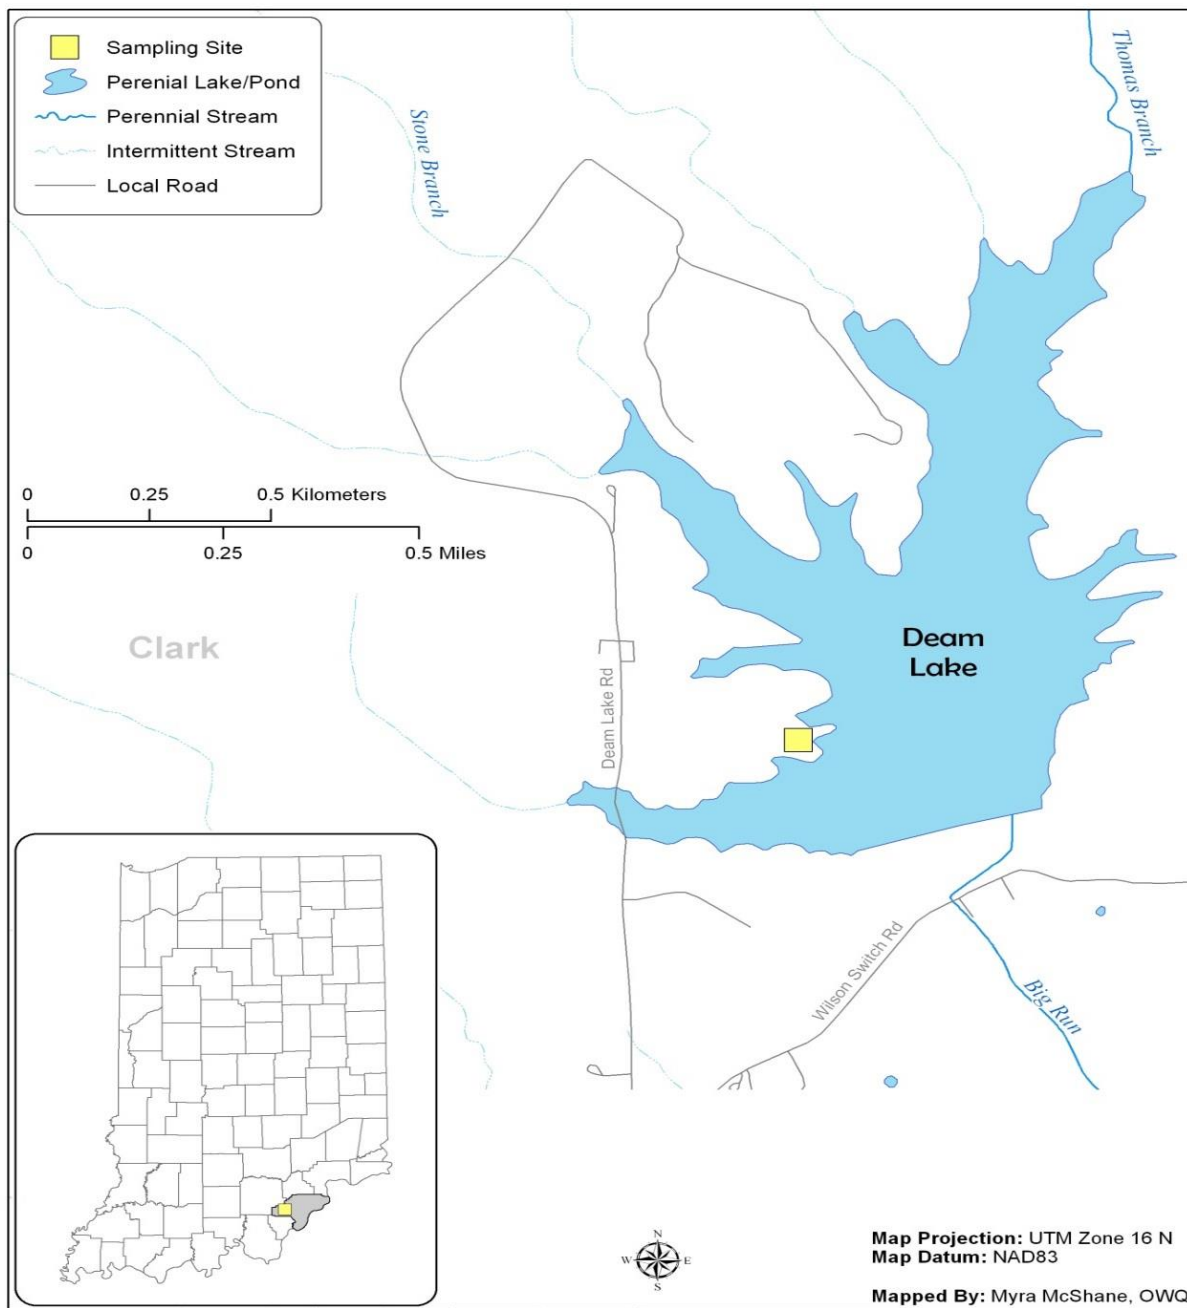 Sampling Site
Perenial Lake/Pond
Perennial Stream
Intermittent Stream
Local Road
Thomas Branch
Stone Branch
0 0.25 0.5 Kilometers
0 0.25 0.5 Miles
Clark
Deam
Lake
Deam Lake Rd
Wilson Switch Rd
Big Run
N
W E
S
Map Projection: UTM Zone 16 N
Map Datum: NAD83
Mapped By: Myra McShane, OWQ